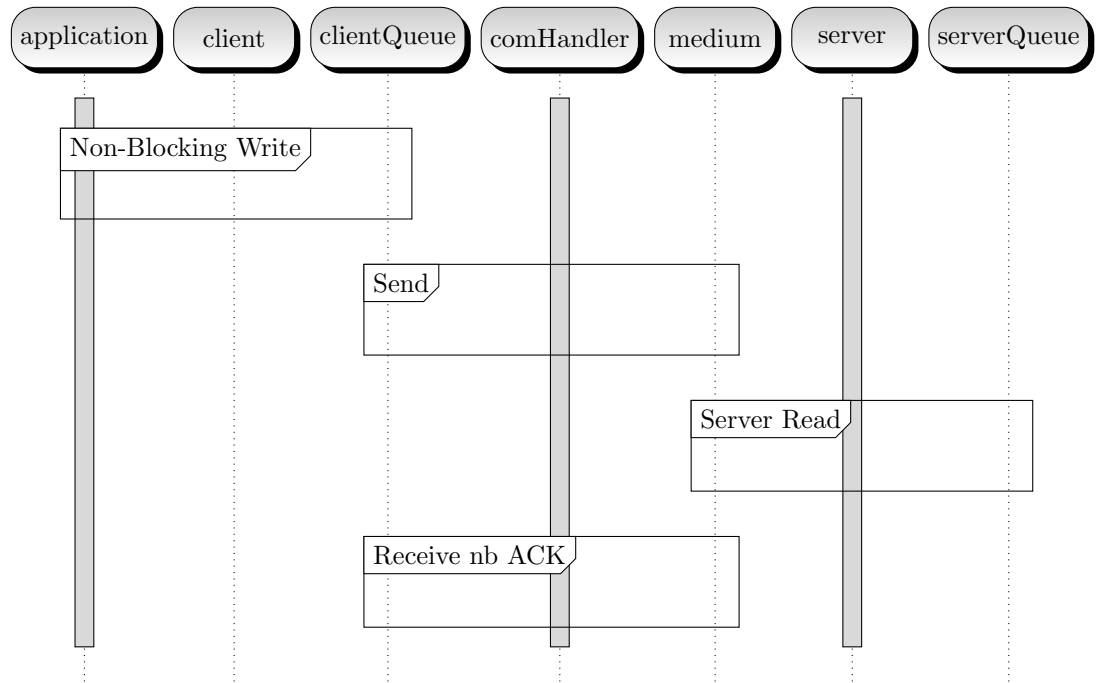 application client clientQueue comHandler medium server serverQueue
Non-Blocking Write
Send
Server Read
Receive nb ACK